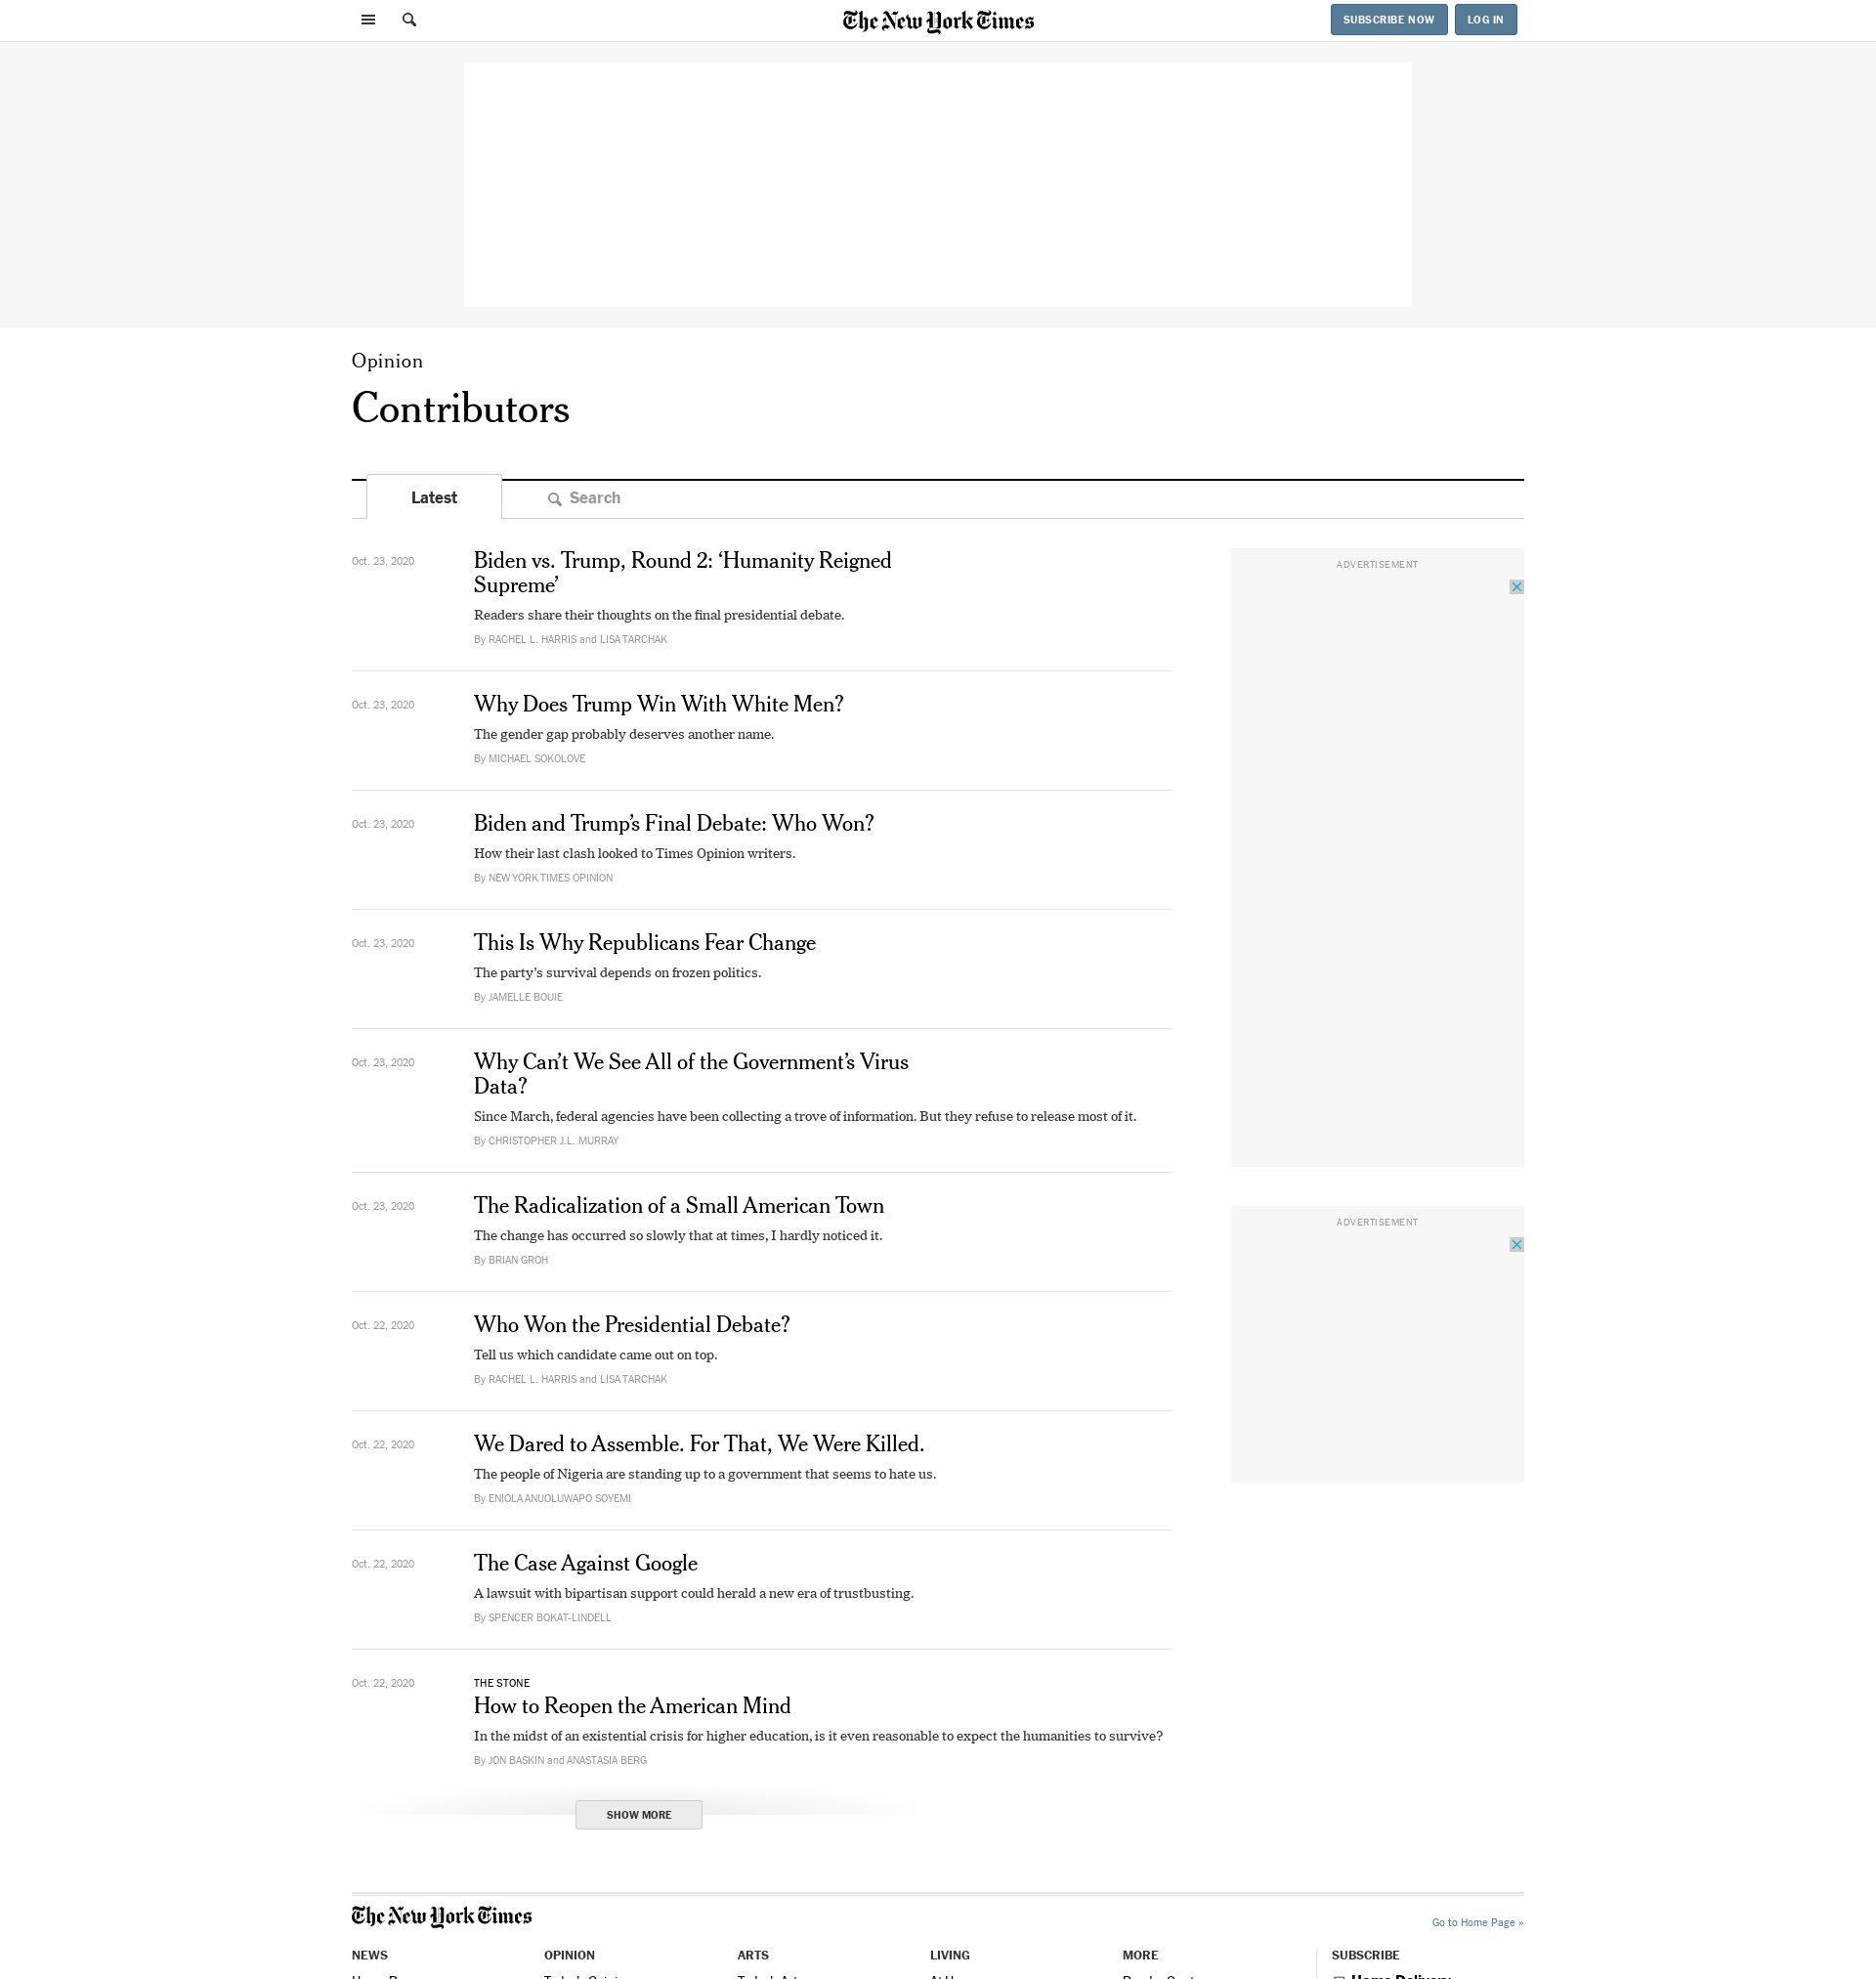 The New York Times
SUBSCRIBE NOW
LOG IN
Opinion
Contributors
Latest
Search
Oct. 23, 2020
Biden vs. Trump, Round 2: ‘Humanity Reigned
Supreme’
Readers share their thoughts on the final presidential debate.
By RACHEL L. HARRIS and LISA TARCHAK
Oct. 23, 2020
Why Does Trump Win With White Men?
The gender gap probably deserves another name.
By MICHAEL SOKOLOVE
Oct. 23, 2020
Biden and Trump’s Final Debate: Who Won?
How their last clash looked to Times Opinion writers.
By NEW YORK TIMES OPINION
Oct. 23, 2020
This Is Why Republicans Fear Change
The party’s survival depends on frozen politics.
By JAMELLE BOUIE
Oct. 23, 2020
Why Can’t We See All of the Government’s Virus
Data?
Since March, federal agencies have been collecting a trove of information. But they refuse to release most of it.
By CHRISTOPHER J.L. MURRAY
Oct. 23, 2020
The Radicalization of a Small American Town
The change has occurred so slowly that at times, I hardly noticed it.
By BRIAN GROH
Oct. 22, 2020
Who Won the Presidential Debate?
Tell us which candidate came out on top.
By RACHEL L. HARRIS and LISA TARCHAK
Oct. 22, 2020
We Dared to Assemble. For That, We Were Killed.
The people of Nigeria are standing up to a government that seems to hate us.
By ENIOLA ANUOLUWAPO SOYEMI
Oct. 22, 2020
The Case Against Google
A lawsuit with bipartisan support could herald a new era of trustbusting.
By SPENCER BOKAT-LINDELL
Oct. 22, 2020
THE STONE
How to Reopen the American Mind
In the midst of an existential crisis for higher education, is it even reasonable to expect the humanities to survive?
By JON BASKIN and ANASTASIA BERG
SHOW MORE
ADVERTISEMENT
ADVERTISEMENT
The New York Times
Go to Home Page »
NEWS
OPINION
ARTS
LIVING
MORE
SUBSCRIBE
Home Delivery